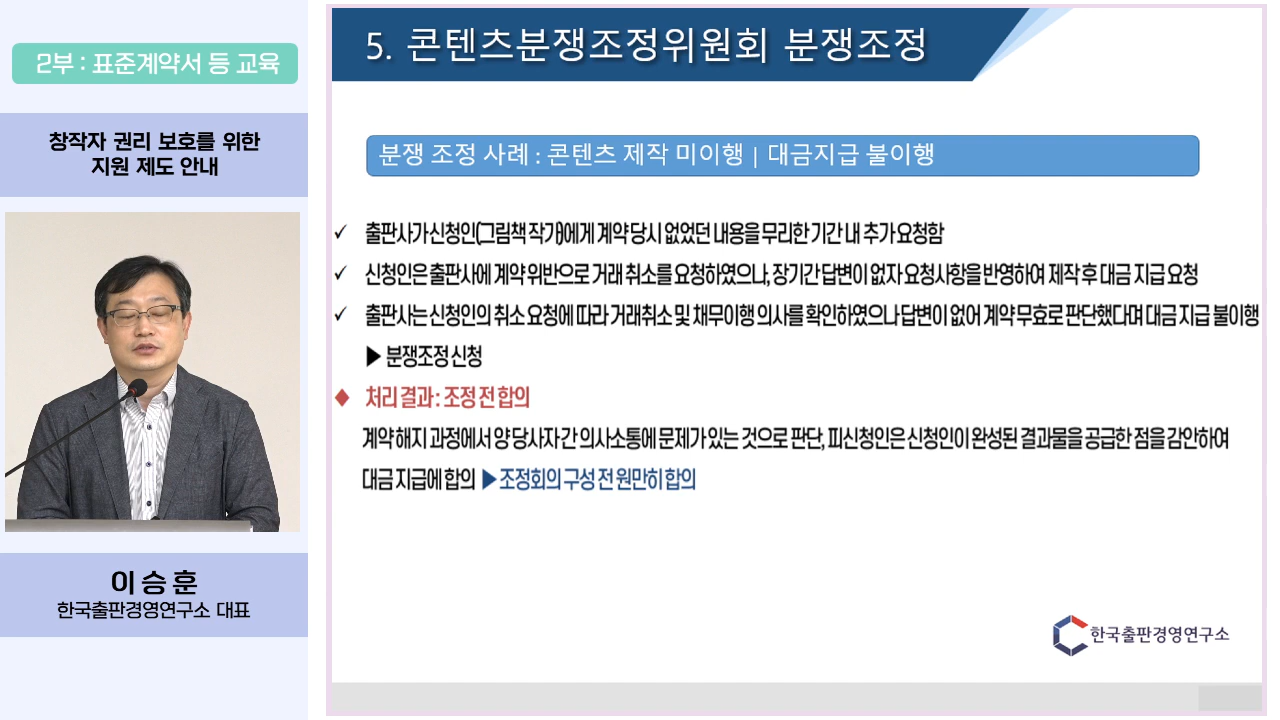 2부 : 표준계약서 등 교육
창작자 권리 보호를 위한
지원 제도 안내
이 승 훈
한국출판경영연구소 대표
5. 콘텐츠분쟁조정위원회 분쟁조정
분쟁 조정 사례 : 콘텐츠 제작 미이행 | 대금지급 불이행
✓ 출판사가 신청인(그림책 작가)에게 계약 당시 없었던 내용을 무리한 기간 내 추가 요청함
✓ 신청인은 출판사에 계약 위반으로 거래 취소를 요청하였으나, 장기간 답변이 없자 요청사항을 반영하여 제작 후 대금 지급 요청
✓ 출판사는 신청인의 취소 요청에 따라 거래취소 및 채무이행 의사를 확인하였으나 답변이 없어 계약 무효로 판단했다며 대금 지급 불이행
▶ 분쟁조정 신청
◆ 처리 결과 : 조정 전 합의
계약 해지 과정에서 양 당사자 간 의사소통에 문제가 있는 것으로 판단, 피신청인은 신청인이 완성된 결과물을 공급한 점을 감안하여
대금 지급에 합의 ▶ 조정회의 구성 전 원만히 합의
한국출판경영연구소